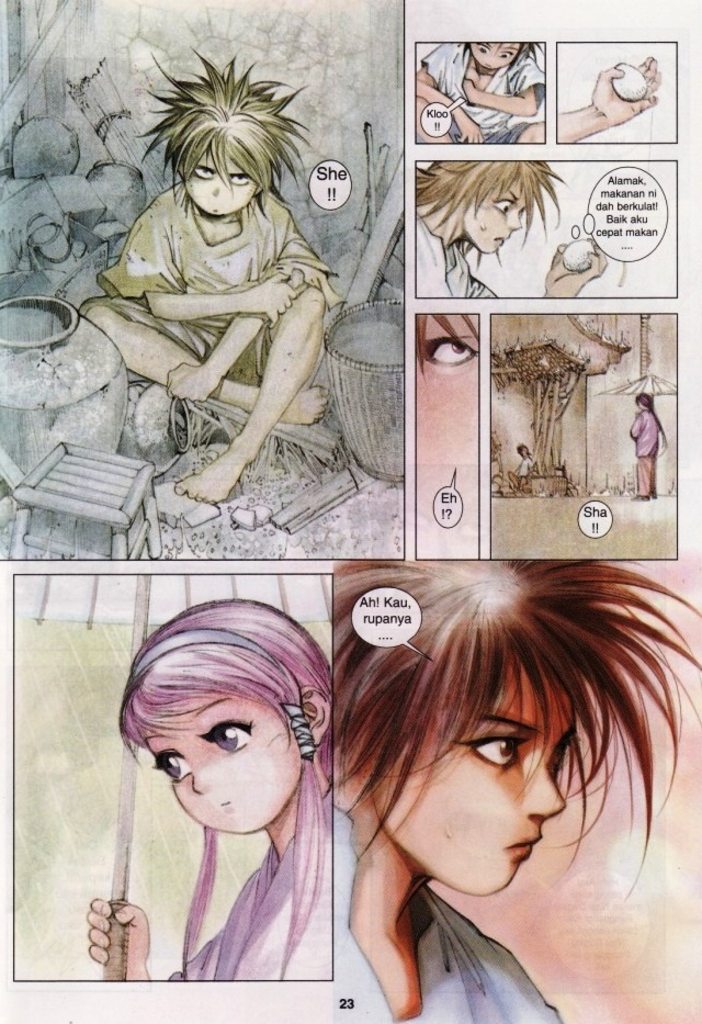 She
!!
Kloo
!!
Alamak,
makanan ni
dah berkulat!
Baik aku
cepat makan
....
Eh
!?
Sha
!!
Ah! Kau,
rupanya
....
23